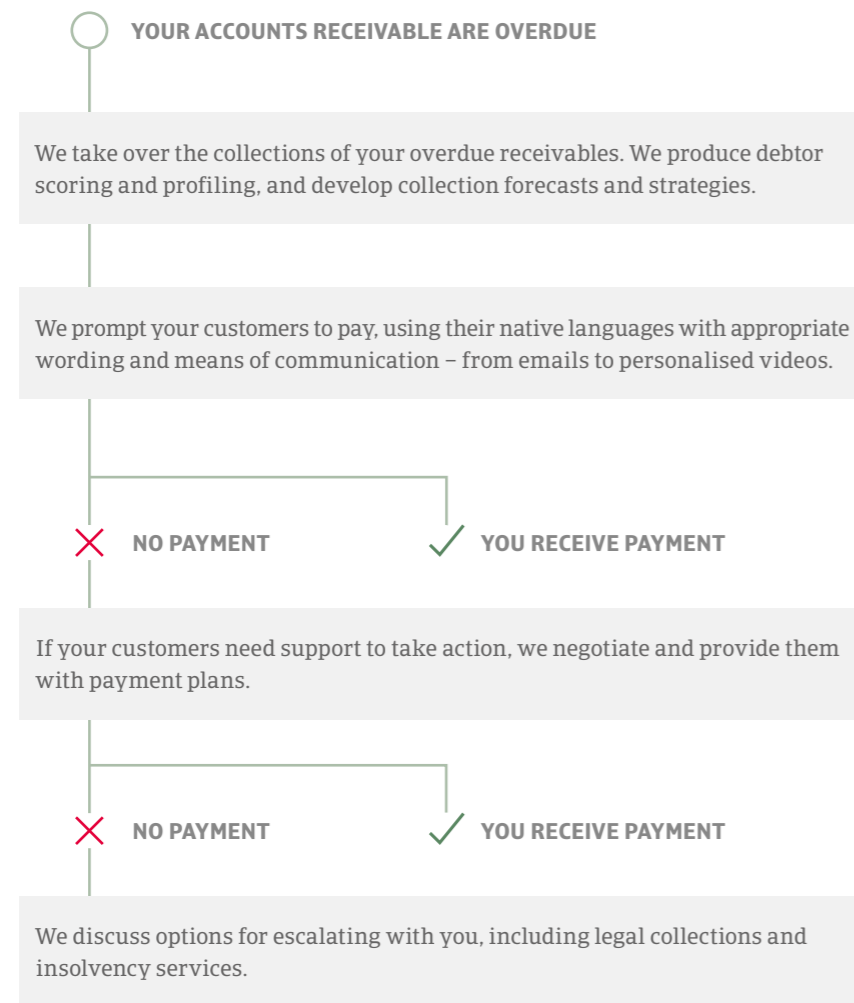 YOUR ACCOUNTS RECEIVABLE ARE OVERDUE
We take over the collections of your overdue receivables. We produce debtor
scoring and profiling, and develop collection forecasts and strategies.
We prompt your customers to pay, using their native languages with appropriate
wording and means of communication – from emails to personalised videos.
NO PAYMENT
YOU RECEIVE PAYMENT
If your customers need support to take action, we negotiate and provide them
with payment plans.
NO PAYMENT
YOU RECEIVE PAYMENT
We discuss options for escalating with you, including legal collections and
insolvency services.